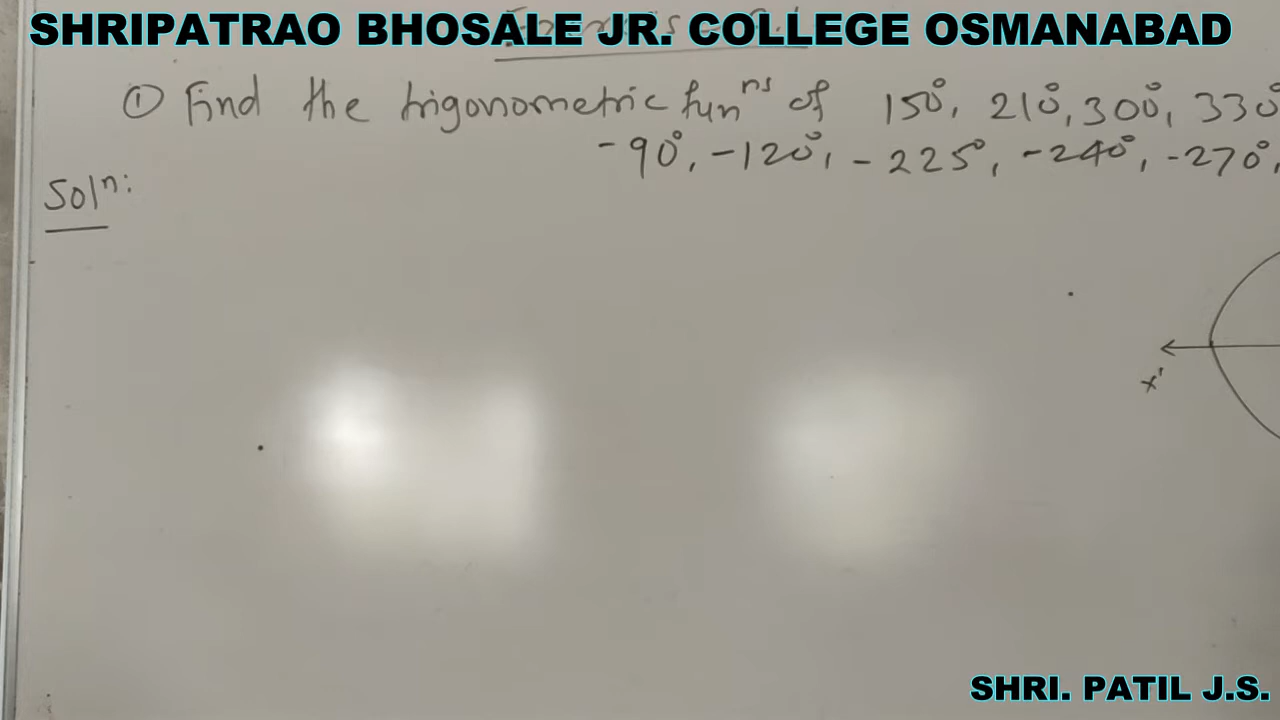 SHRIPATRAO BHOSALE JR. COLLEGE OSMANABAD
① Find the trigonometric funⁿˢ of 150°, 210°, 300°, 330°
-90°, -120°, -225°, -240°, -270°,
Solⁿ:
x'
SHRI. PATIL J.S.